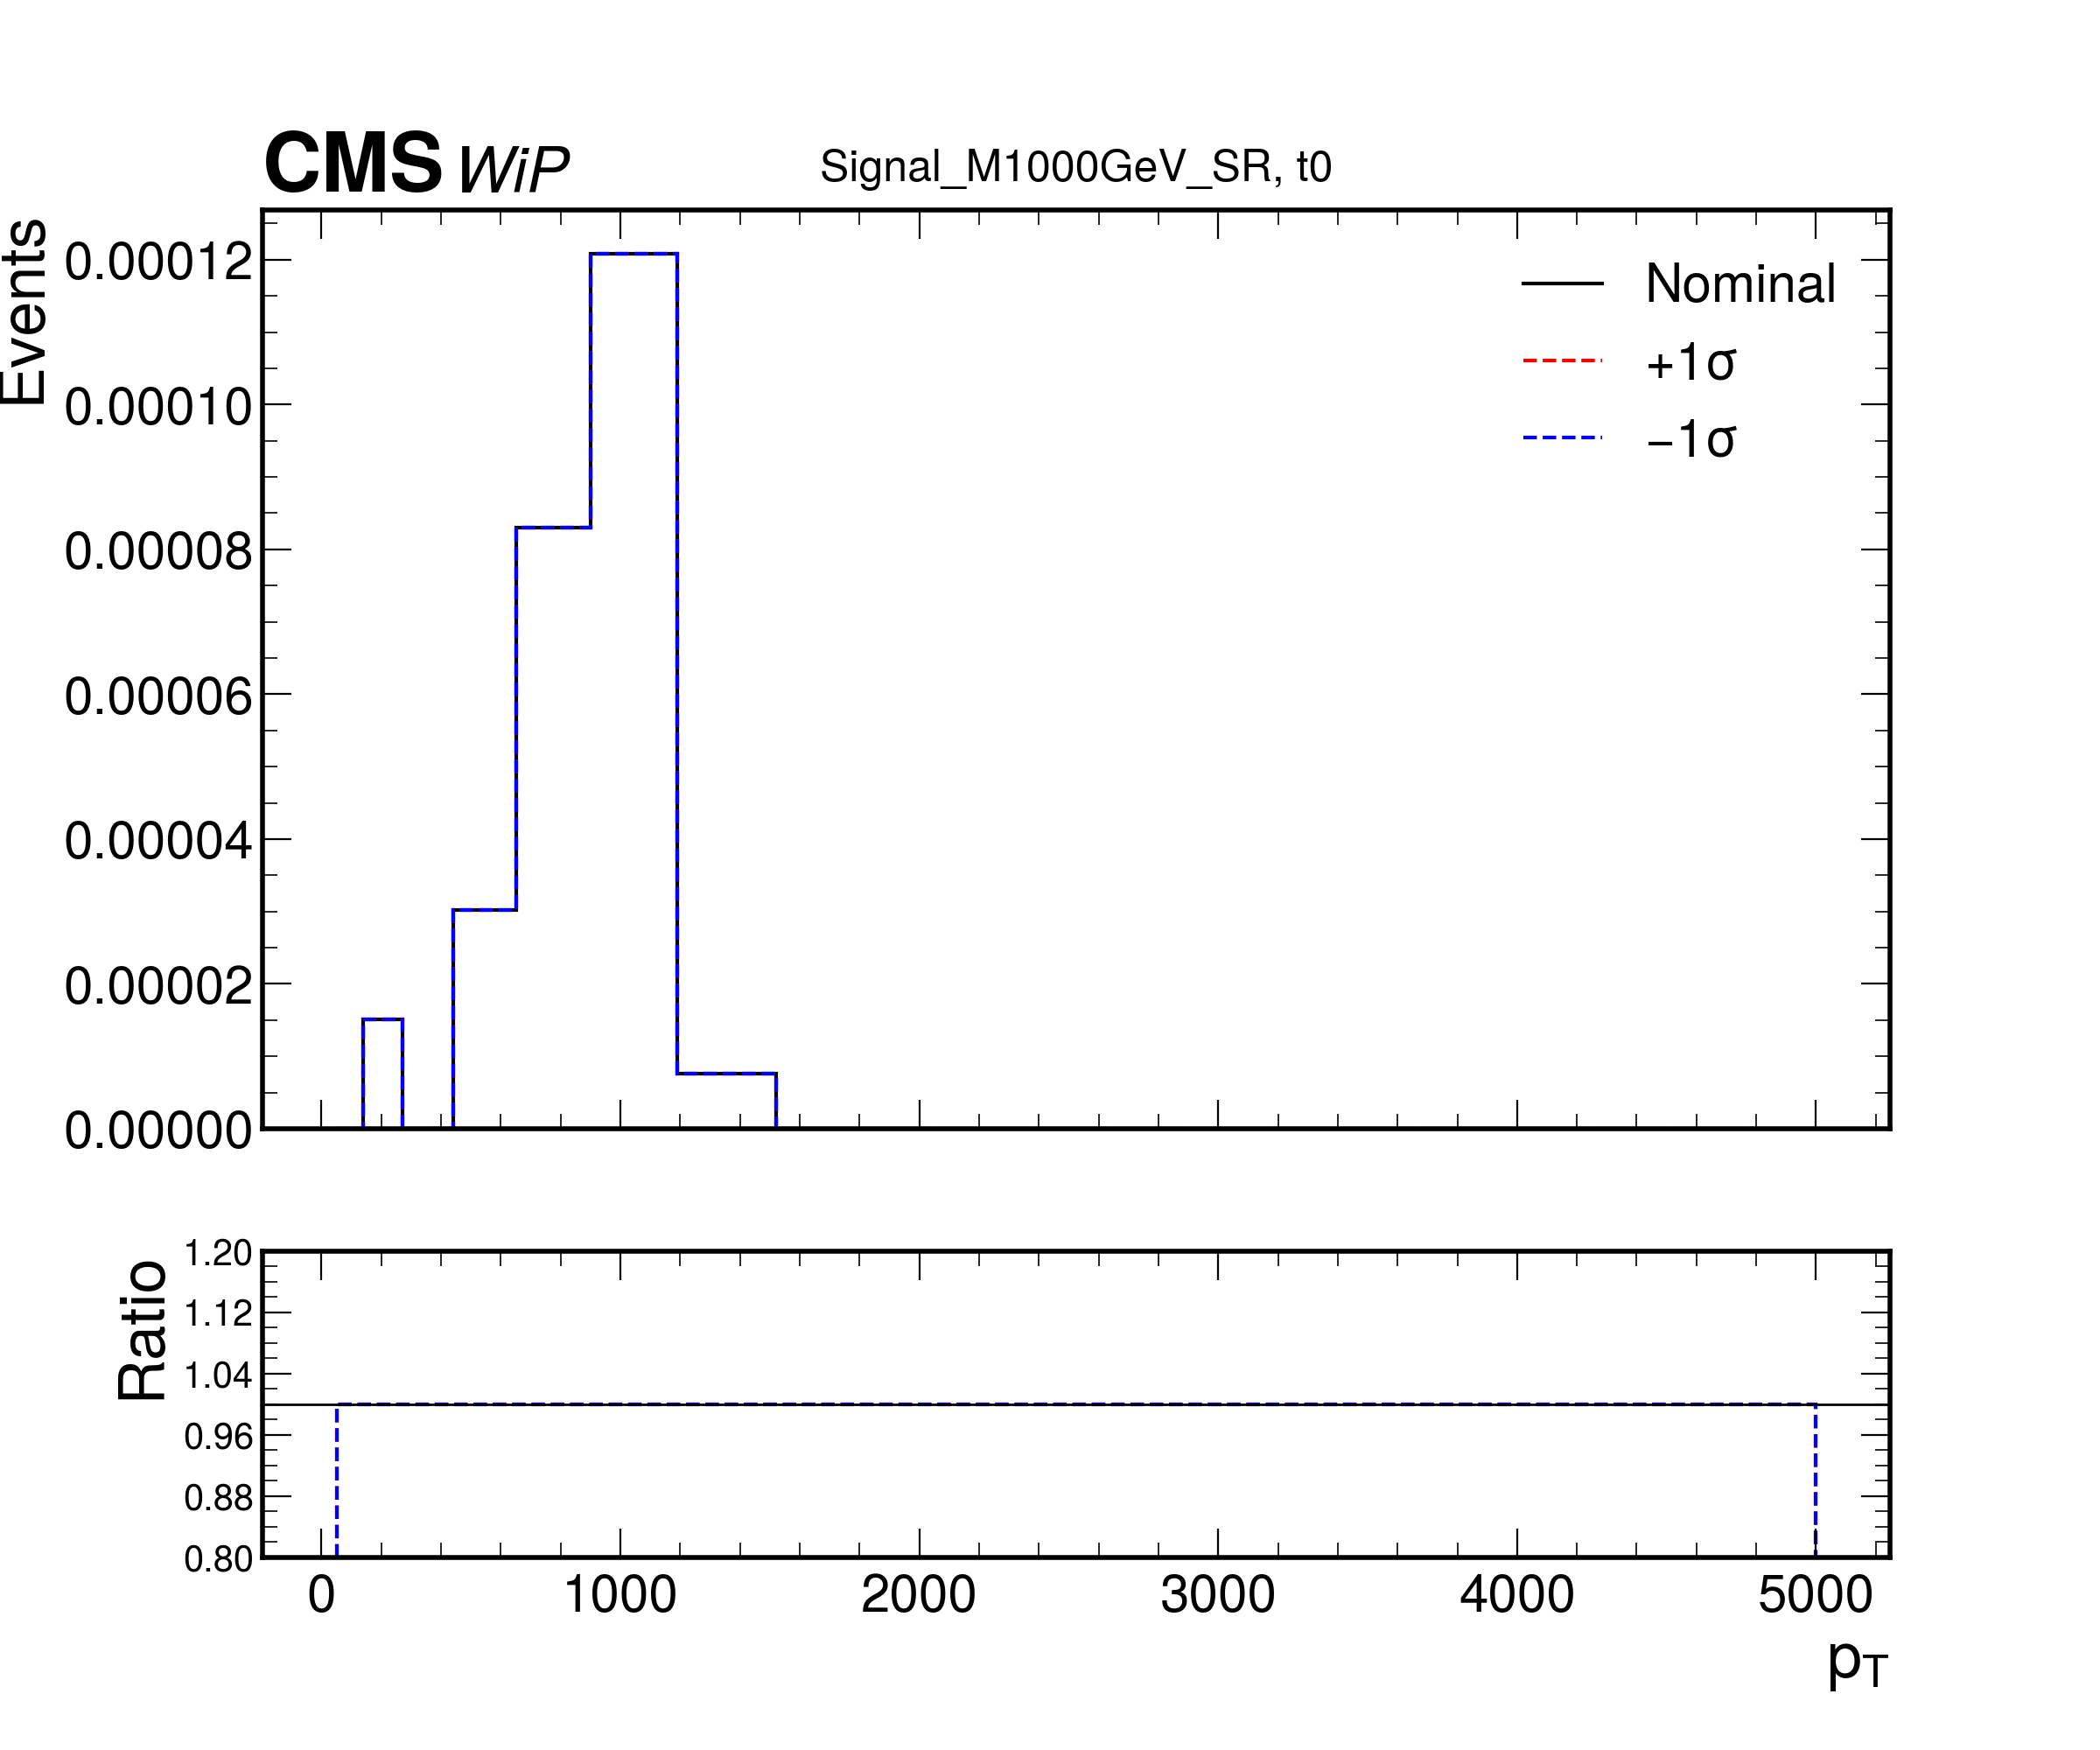 CMS WiP
Signal_M1000GeV_SR, t0
Events
0.00012
0.00010
0.00008
0.00006
0.00004
0.00002
0.00000
Nominal
+1σ
−1σ
Ratio
1.20
1.12
1.04
0.96
0.88
0.80
0 1000 2000 3000 4000 5000
pT